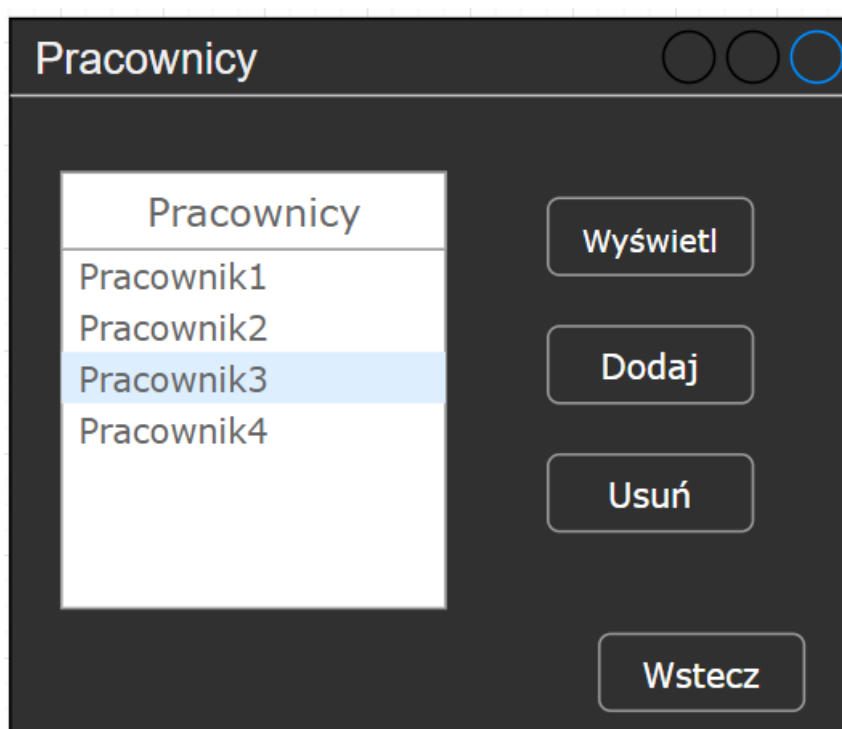 Pracownicy
Pracownicy
Pracownik1
Pracownik2
Pracownik3
Pracownik4
Wyświetl
Dodaj
Usuń
Wstecz